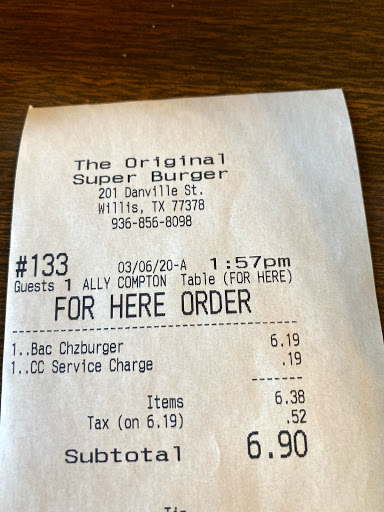 The Original
Super Burger
201 Danville St.
Willis, TX 77378
936-856-8098
#133 03/06/20-A 1:57pm
Guests 1 ALLY COMPTON Table (FOR HERE)
FOR HERE ORDER
1..Bac Chzburger 6.19
1..CC Service Charge .19
Items 6.38
Tax (on 6.19) .52
Subtotal 6.90